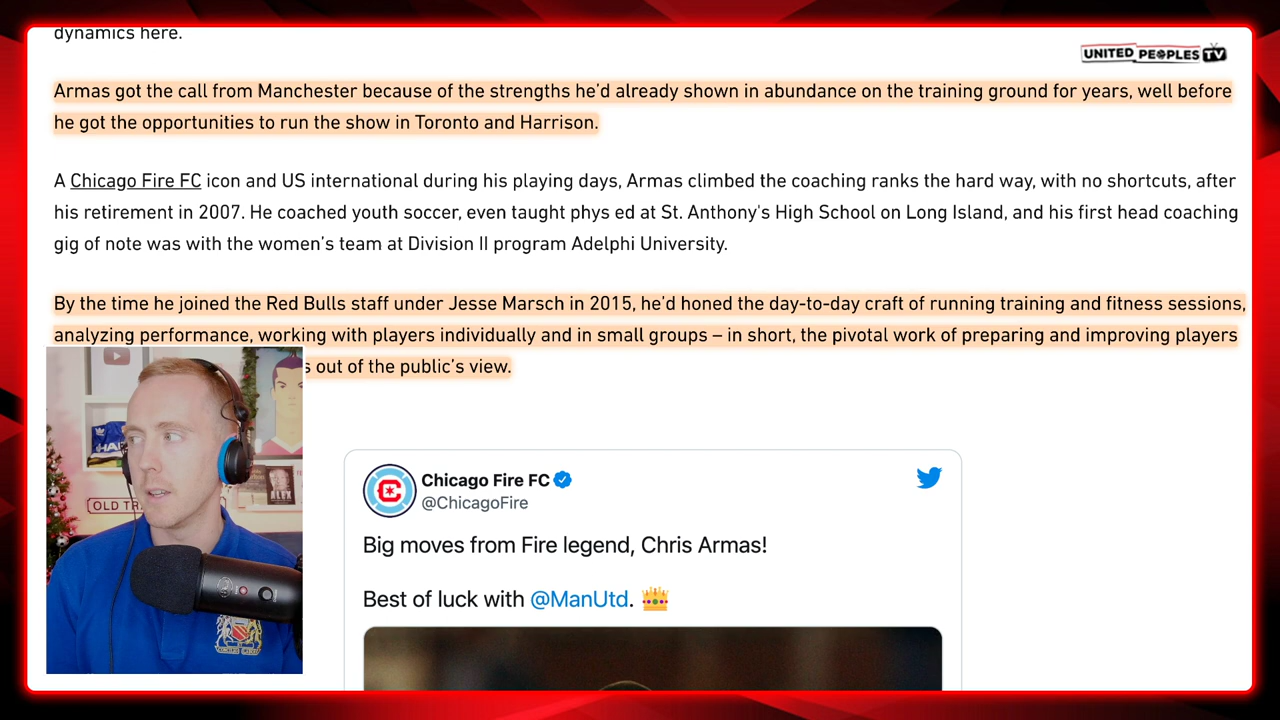 dynamics here.
UNITED PEOPLES TV
Armas got the call from Manchester because of the strengths he'd already shown in abundance on the training ground for years, well before
he got the opportunities to run the show in Toronto and Harrison.
A Chicago Fire FC icon and US international during his playing days, Armas climbed the coaching ranks the hard way, with no shortcuts, after
his retirement in 2007. He coached youth soccer, even taught phys ed at St. Anthony's High School on Long Island, and his first head coaching
gig of note was with the women's team at Division II program Adelphi University.
By the time he joined the Red Bulls staff under Jesse Marsch in 2015, he'd honed the day-to-day craft of running training and fitness sessions,
analyzing performance, working with players individually and in small groups – in short, the pivotal work of preparing and improving players
s out of the public's view.
Chicago Fire FC
@ChicagoFire
Big moves from Fire legend, Chris Armas!
Best of luck with @ManUtd. 👑
OLD TR
ALEX